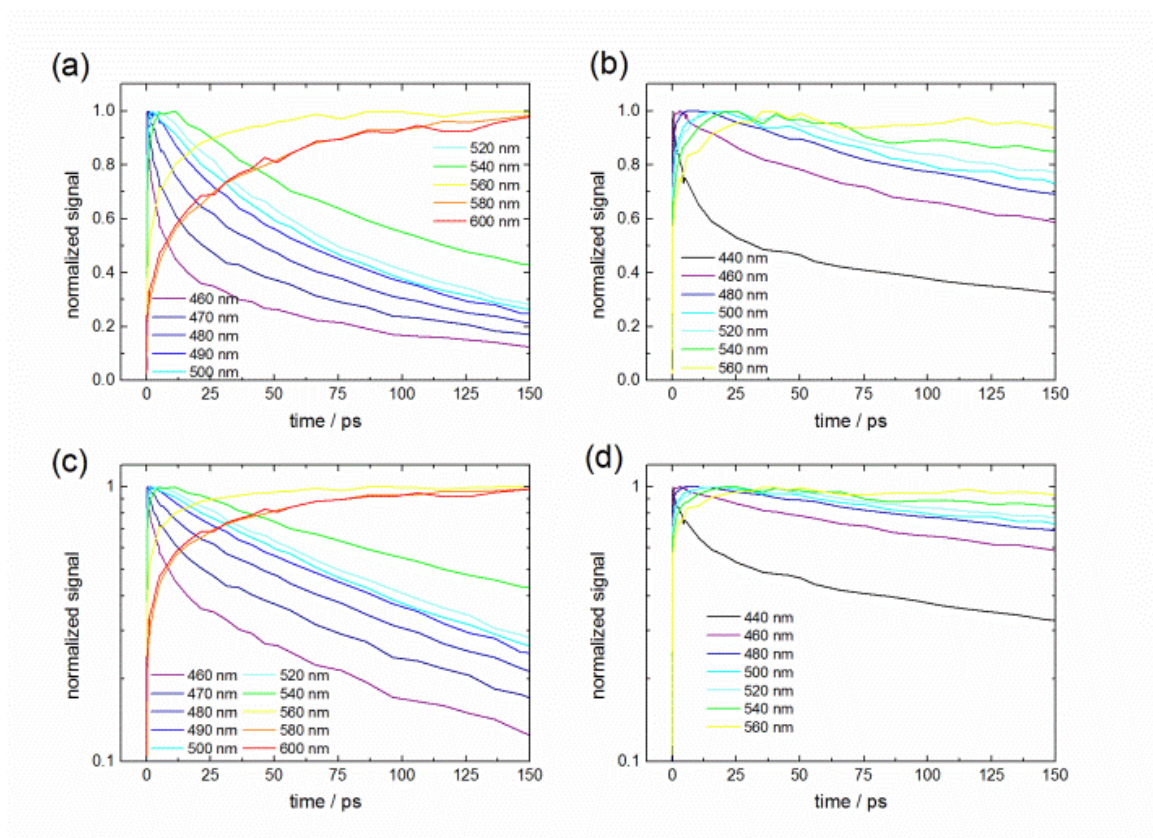 (a)
normalized signal
1.0
0.8
0.6
0.4
0.2
0.0
520 nm
540 nm
560 nm
580 nm
600 nm
460 nm
470 nm
480 nm
490 nm
500 nm
0 25 50 75 100 125 150
time / ps
(b)
normalized signal
1.0
0.8
0.6
0.4
0.2
0.0
440 nm
460 nm
480 nm
500 nm
520 nm
540 nm
560 nm
0 25 50 75 100 125 150
time / ps
(c)
normalized signal
1
0.1
460 nm 520 nm
470 nm 540 nm
480 nm 560 nm
490 nm 580 nm
500 nm 600 nm
0 25 50 75 100 125 150
time / ps
(d)
normalized signal
1
0.1
440 nm
460 nm
480 nm
500 nm
520 nm
540 nm
560 nm
0 25 50 75 100 125 150
time / ps